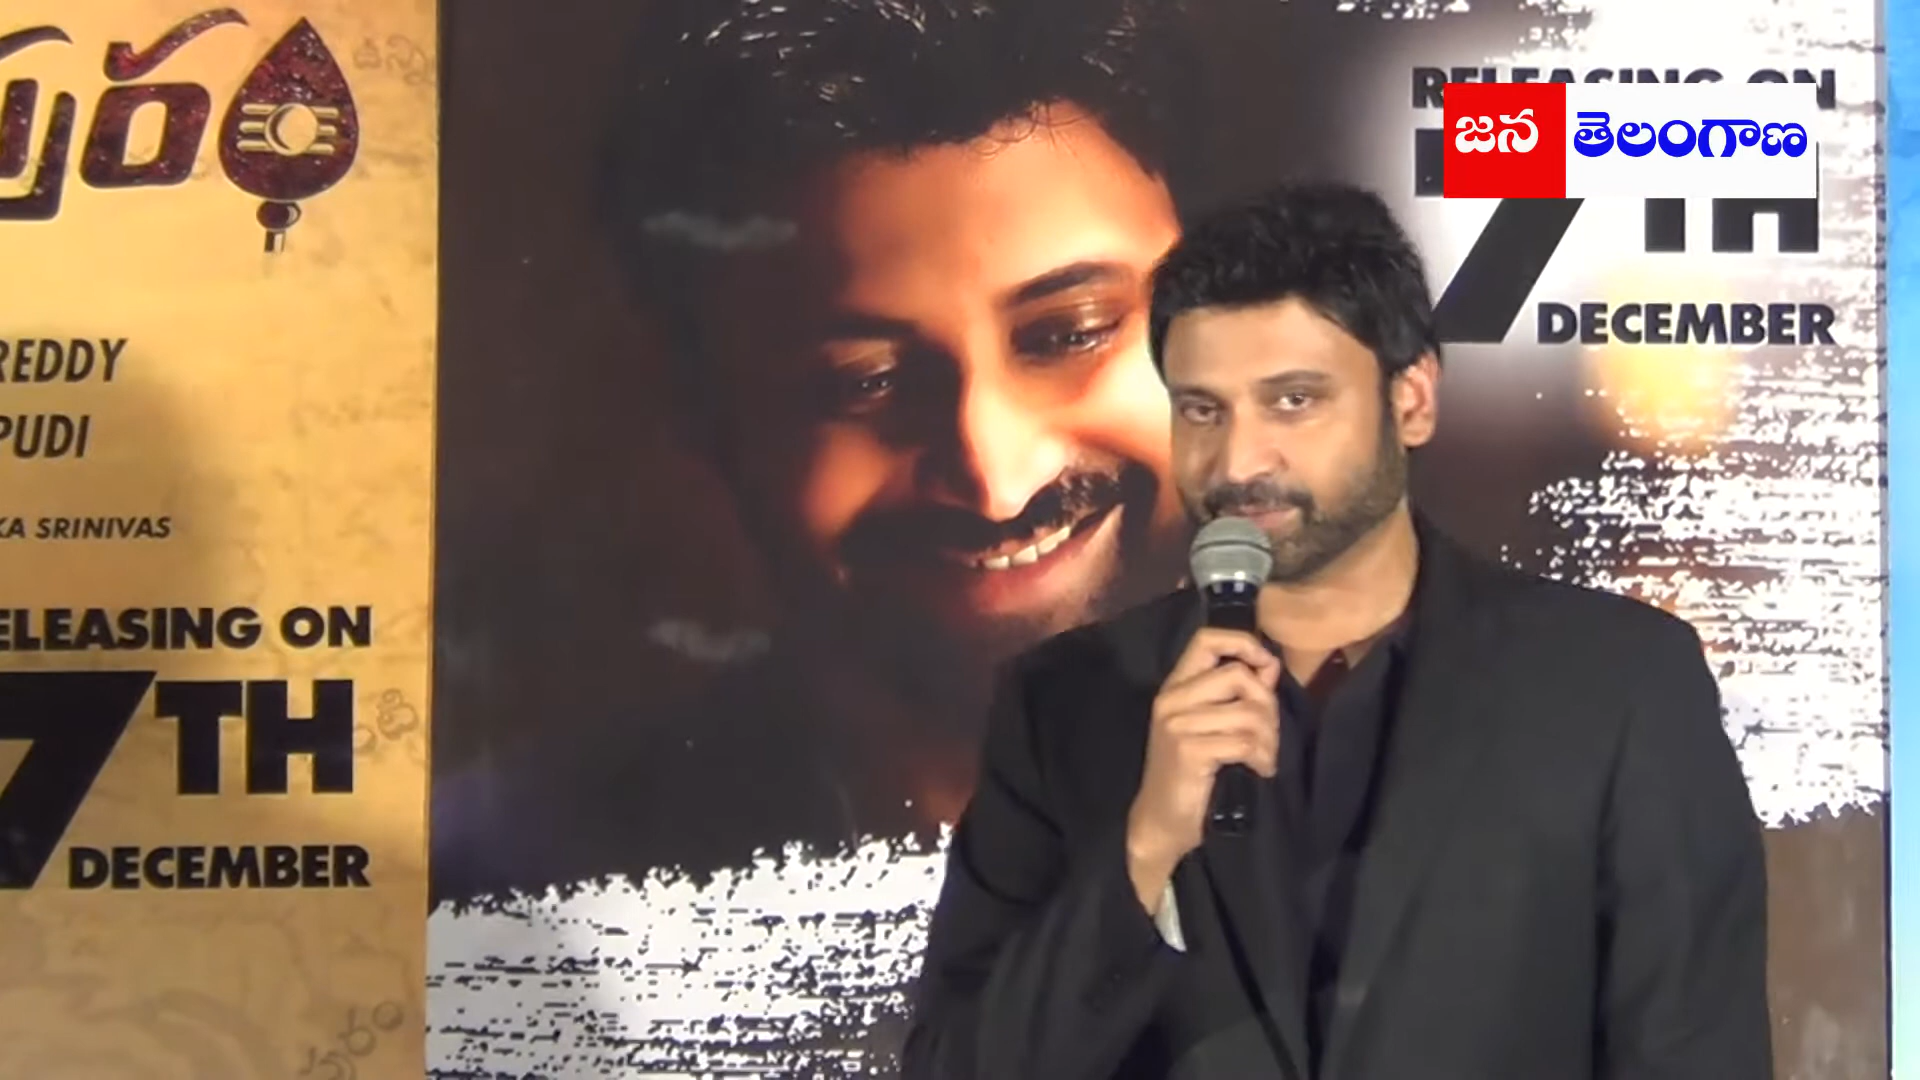 REDDY
PUDI
KA SRINIVAS
ELEASING ON
7TH
DECEMBER
RELEASING ON
7TH
DECEMBER
జన తెలంగాణ